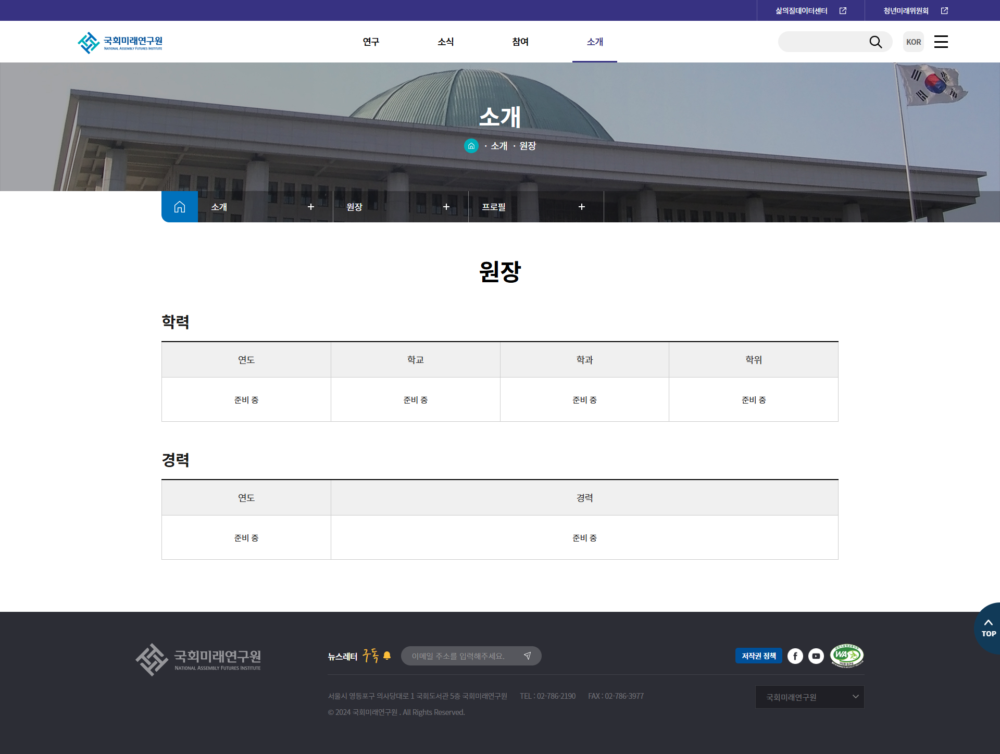 삶의질데이터센터
청년미래위원회
국회미래연구원
NATIONAL ASSEMBLY FUTURES INSTITUTE
연구
소식
참여
소개
KOR
소개
· 소개 · 원장
소개
원장
프로필
원장
학력
연도 학교 학과 학위
준비 중 준비 중 준비 중 준비 중
경력
연도 경력
준비 중 준비 중
TOP
국회미래연구원
NATIONAL ASSEMBLY FUTURES INSTITUTE
뉴스레터 구독
이메일 주소를 입력해주세요.
저작권 정책
WA
서울시 영등포구 의사당대로 1 국회도서관 5층 국회미래연구원 TEL : 02-786-2190 FAX : 02-786-3977
국회미래연구원
© 2024 국회미래연구원 . All Rights Reserved.